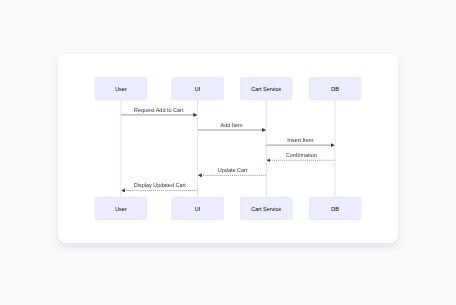 User
UI
Cart Service
DB
Request Add to Cart
Add Item
Insert Item
Confirmation
Update Cart
Display Updated Cart
User
UI
Cart Service
DB